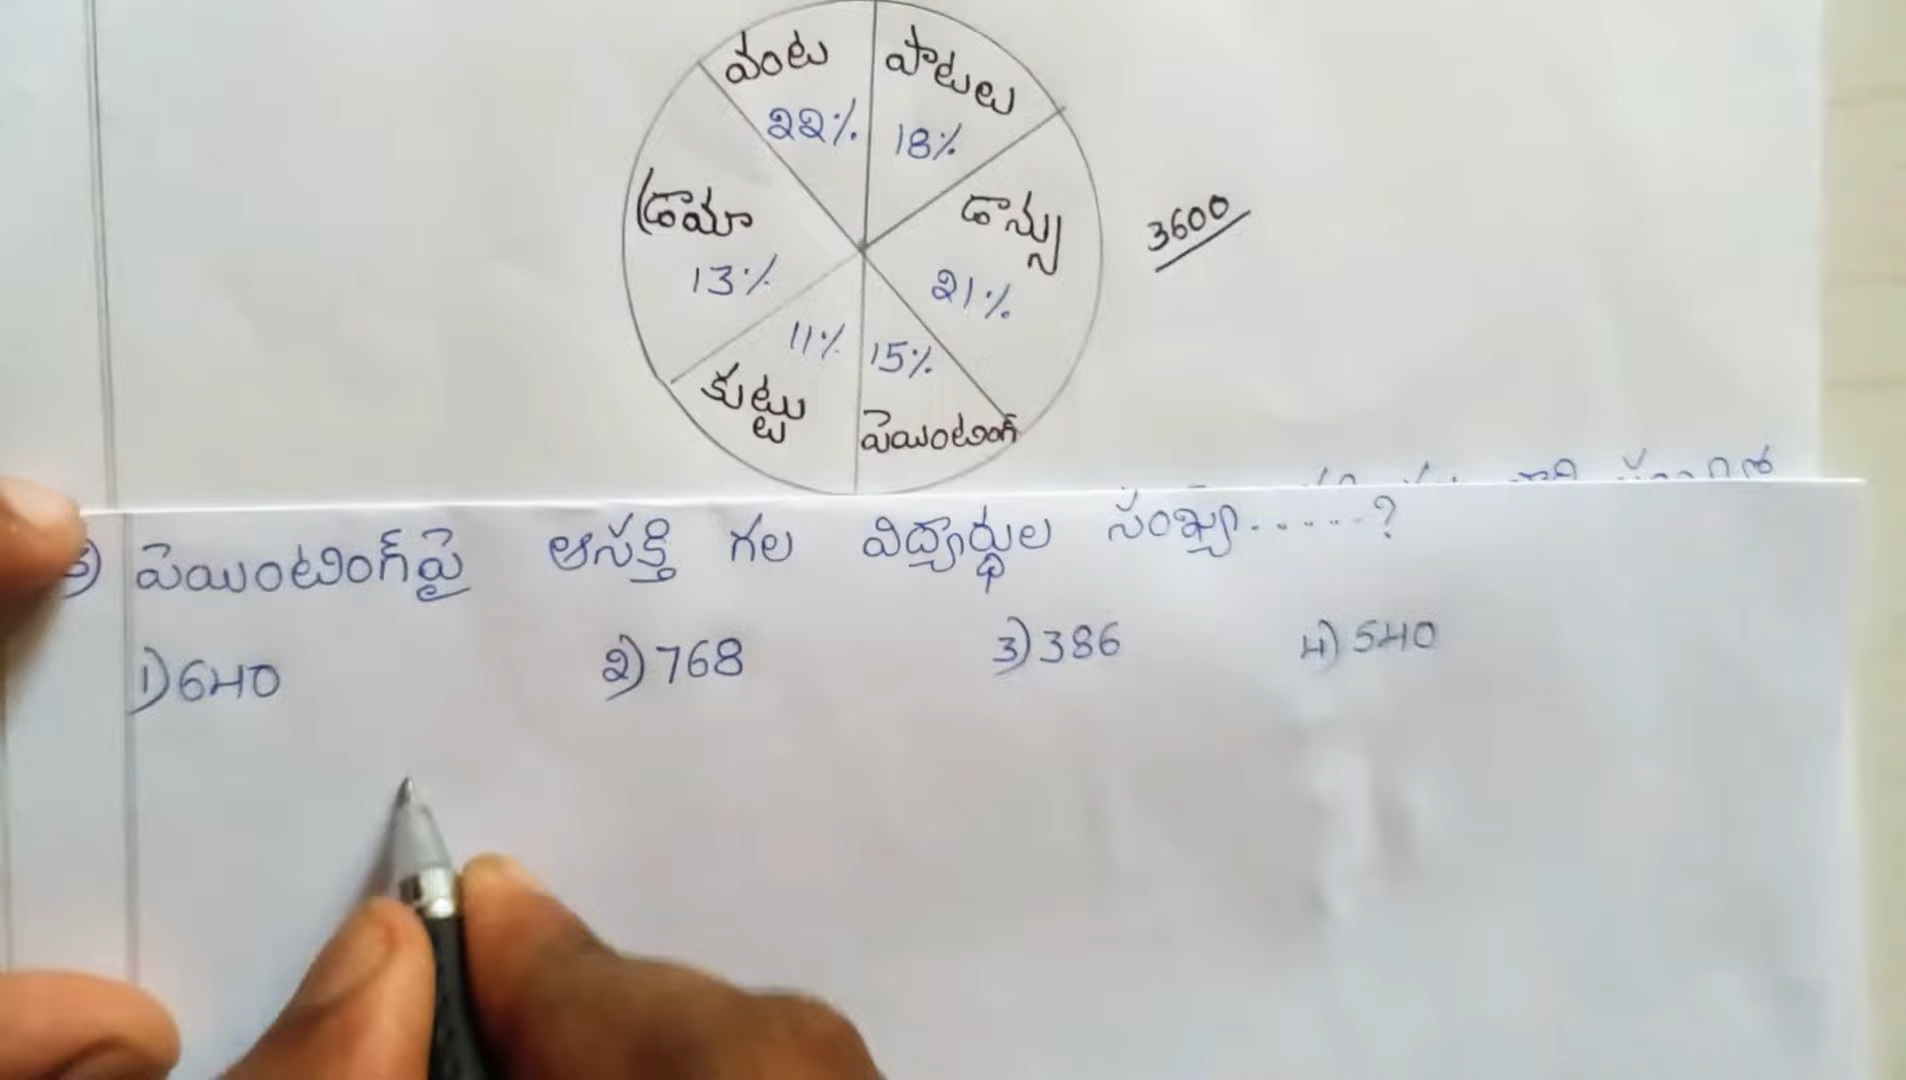 వంట
పాటలు
22%
18%
డ్రామా
డాన్సు
3600
13%
21%
11%
15%
కుట్టు
పెయింటింగ్
3) పెయింటింగ్‌పై ఆసక్తి గల విద్యార్థుల సంఖ్య......?
1) 640 2) 768 3) 386 4) 540